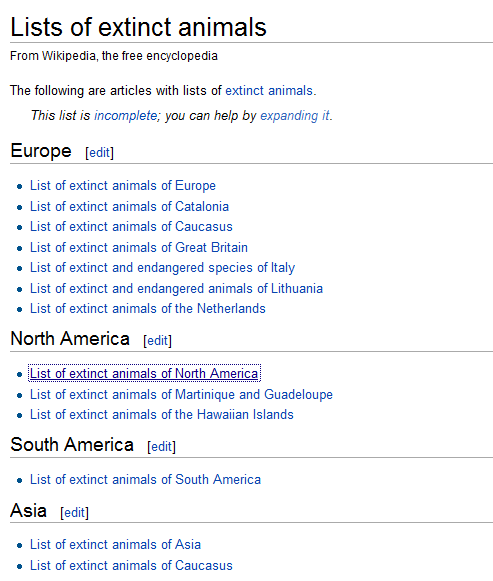 Lists of extinct animals
From Wikipedia, the free encyclopedia
The following are articles with lists of extinct animals.
This list is incomplete; you can help by expanding it.
Europe [edit]
List of extinct animals of Europe
List of extinct animals of Catalonia
List of extinct animals of Caucasus
List of extinct animals of Great Britain
List of extinct and endangered species of Italy
List of extinct and endangered animals of Lithuania
List of extinct animals of the Netherlands
North America [edit]
List of extinct animals of North America
List of extinct animals of Martinique and Guadeloupe
List of extinct animals of the Hawaiian Islands
South America [edit]
List of extinct animals of South America
Asia [edit]
List of extinct animals of Asia
List of extinct animals of Caucasus